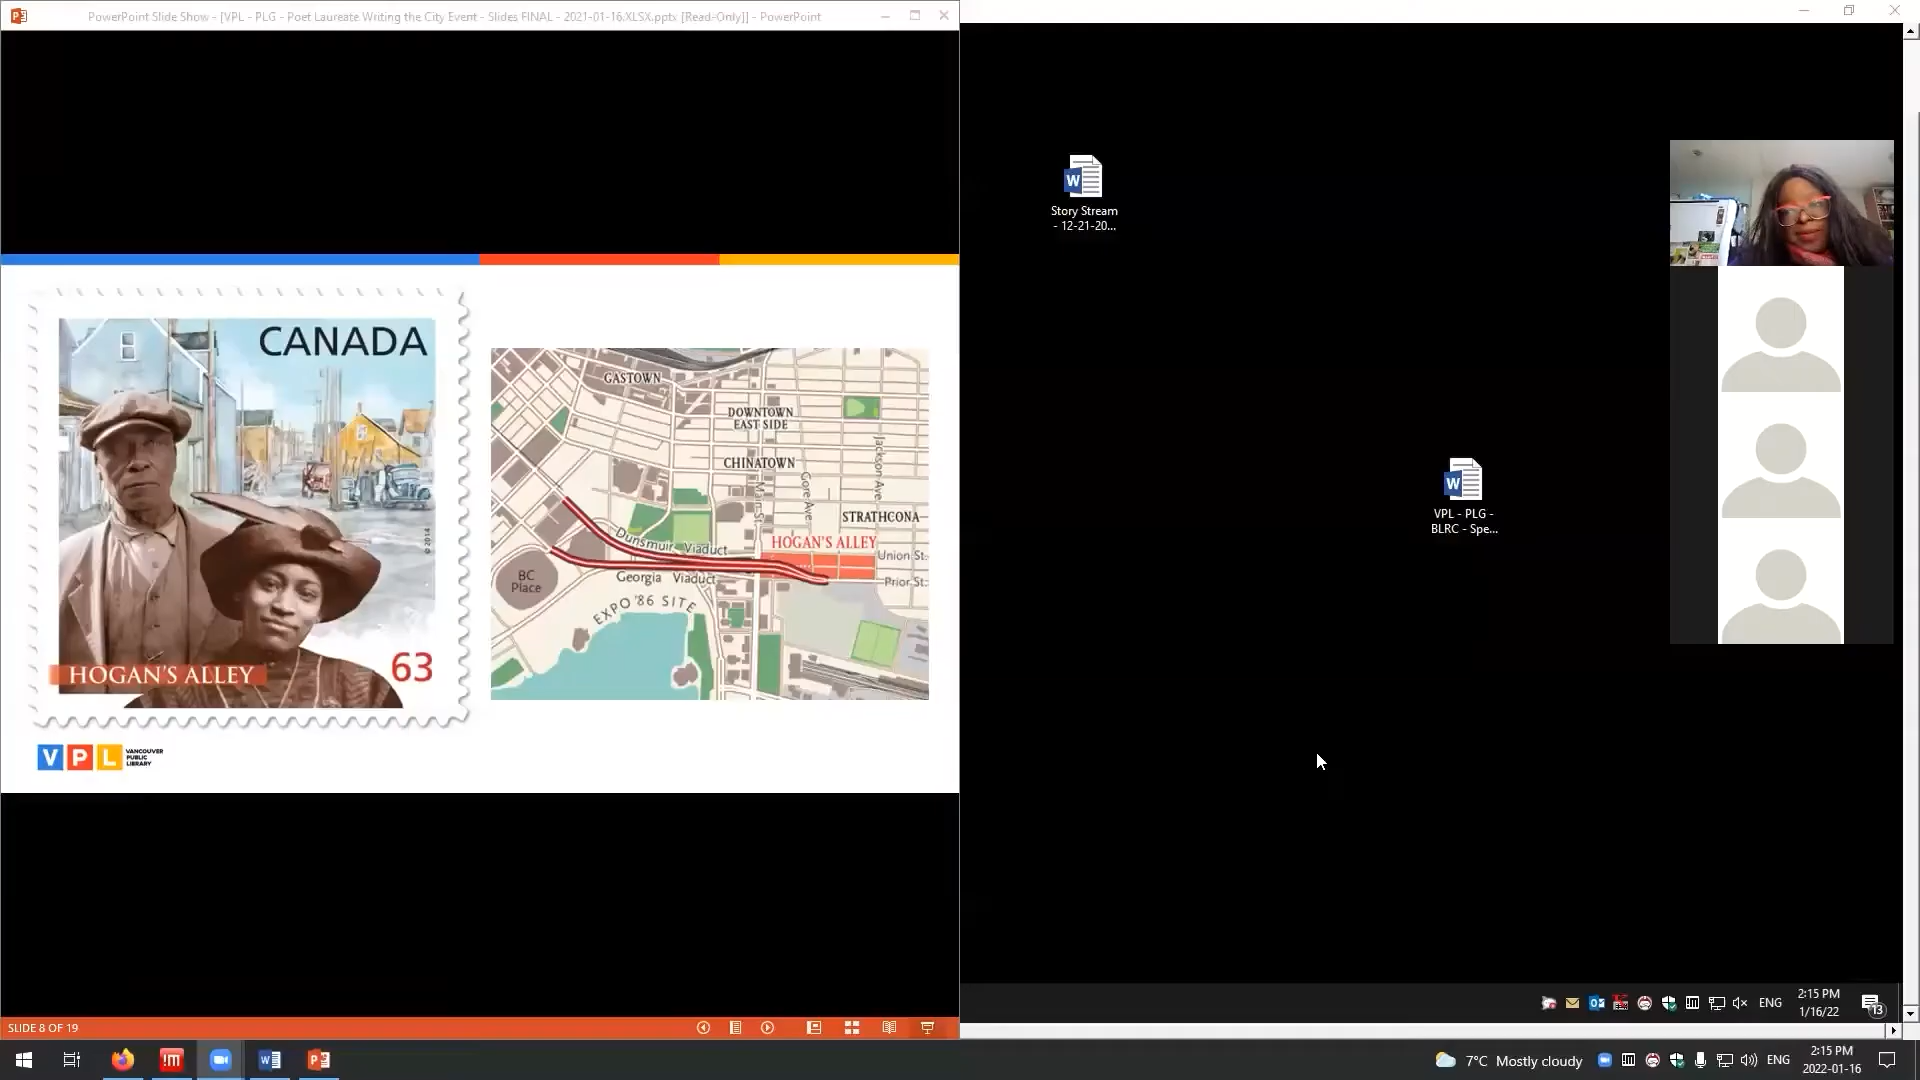 PowerPoint Slide Show - [VPL - PLG - Poet Laureate Writing the City Event - Slides FINAL - 2021-01-16.XLSX.pptx [Read-Only]] - PowerPoint
CANADA
© 2014
HOGAN'S ALLEY
63
GASTOWN
DOWNTOWN
EAST SIDE
CHINATOWN
Main St.
Gore Ave.
Jackson Ave.
STRATHCONA
HOGAN'S ALLEY
Dunsmuir Viaduct
Union St.
Georgia Viaduct
Prior St.
BC
Place
EXPO '86 SITE
VPL
VANCOUVER
PUBLIC
LIBRARY
SLIDE 8 OF 19
Story Stream
- 12-21-20...
VPL - PLG -
BLRC - Spe...
ENG
2:15 PM
1/16/22
13
7°C Mostly cloudy
ENG
2:15 PM
2022-01-16